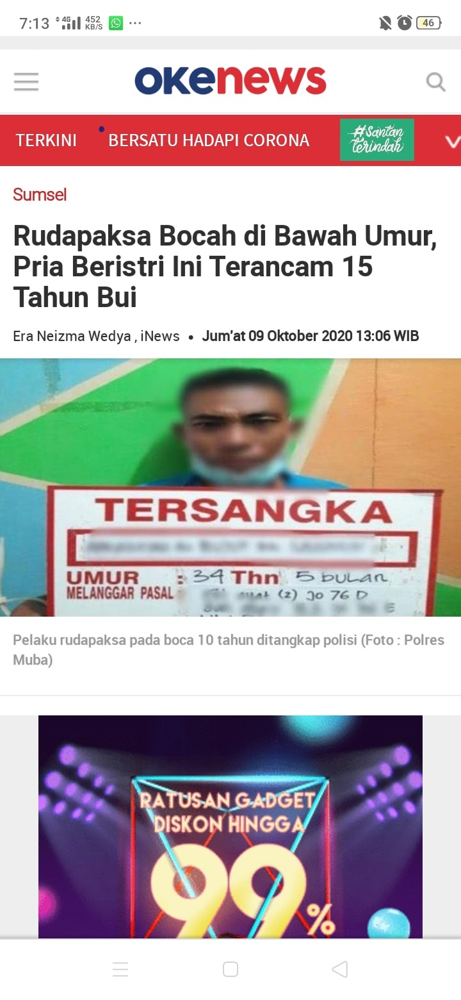 7:13 4G 452 KB/S ... 46
okenews
TERKINI BERSATU HADAPI CORONA #Santan terindah
Sumsel
Rudapaksa Bocah di Bawah Umur,
Pria Beristri Ini Terancam 15
Tahun Bui
Era Neizma Wedya , iNews • Jum'at 09 Oktober 2020 13:06 WIB
TERSANGKA
UMUR : 34 Thn 5 bulan
MELANGGAR PASAL : (2) Jo 76 D
Pelaku rudapaksa pada boca 10 tahun ditangkap polisi (Foto : Polres
Muba)
RATUSAN GADGET
DISKON HINGGA
99%